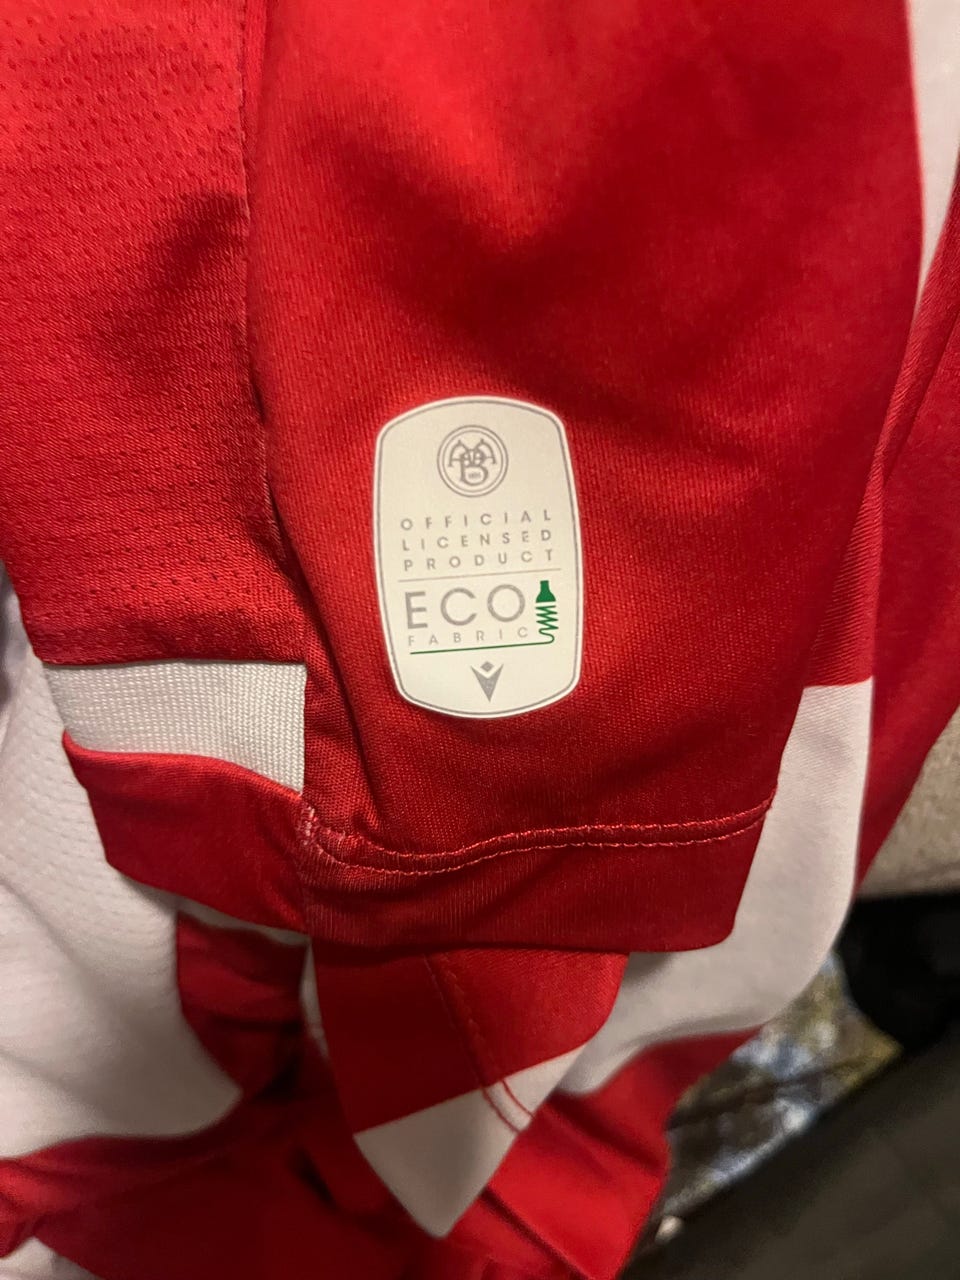 OFFICIAL
LICENSED
PRODUCT
ECO
FABRIC